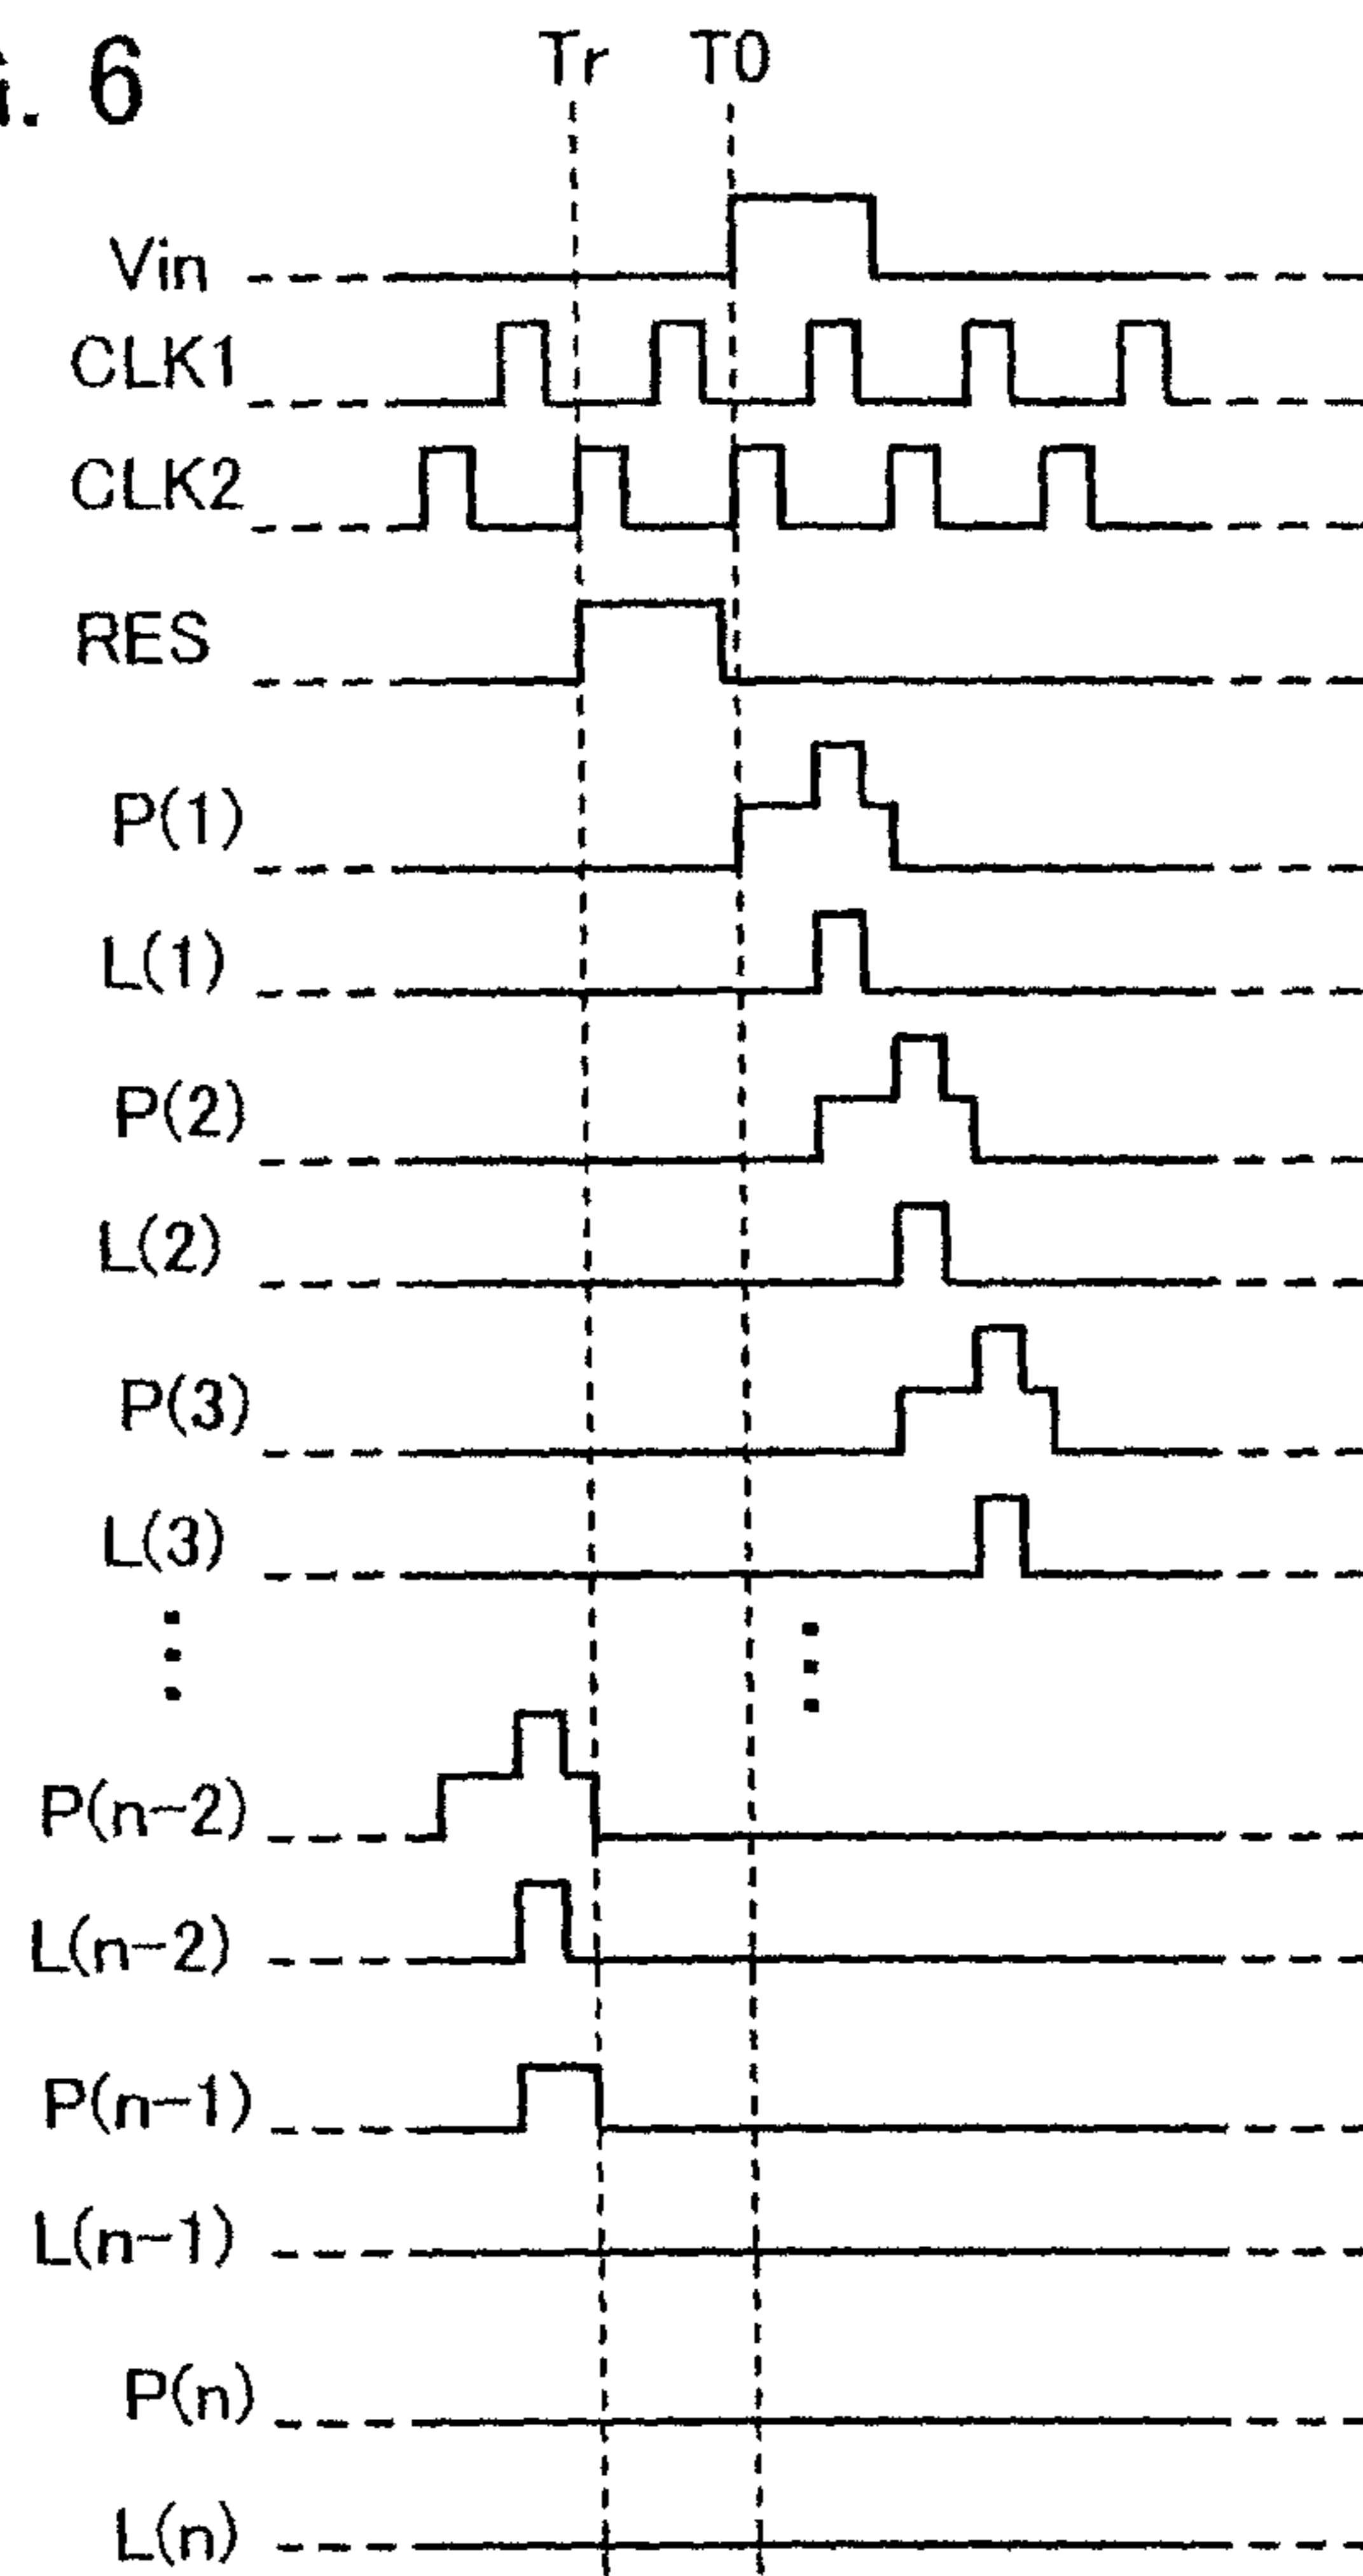 . 6
Tr T0
Vin
CLK1
CLK2
RES
P(1)
L(1)
P(2)
L(2)
P(3)
L(3)
P(n-2)
L(n-2)
P(n-1)
L(n-1)
P(n)
L(n)